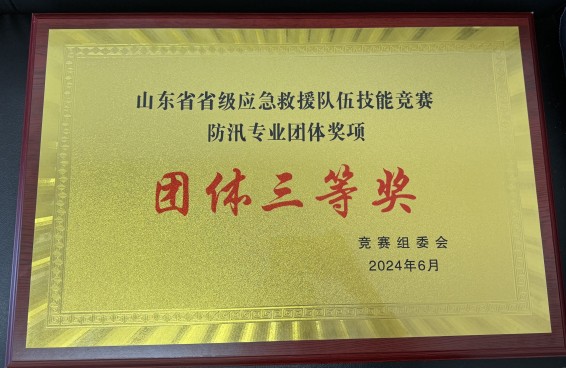 山东省省级应急救援队伍技能竞赛
防汛专业团体奖项
团体三等奖
竞赛组委会
2024年6月